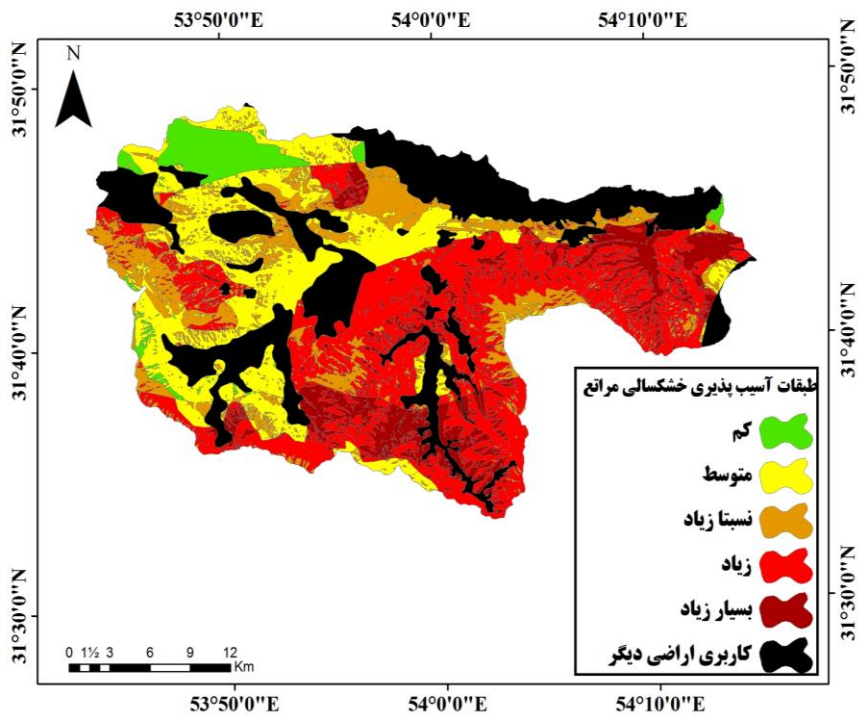 53°50'0"E 54°0'0"E 54°10'0"E
31°50'0"N
31°40'0"N
31°30'0"N
N
31°50'0"N
31°40'0"N
31°30'0"N
طبقات آسیب پذیری خشکسالی مراتع
کم
متوسط
نسبتا زیاد
زیاد
بسیار زیاد
کاربری اراضی دیگر
0 1½ 3 6 9 12
Km
53°50'0"E 54°0'0"E 54°10'0"E